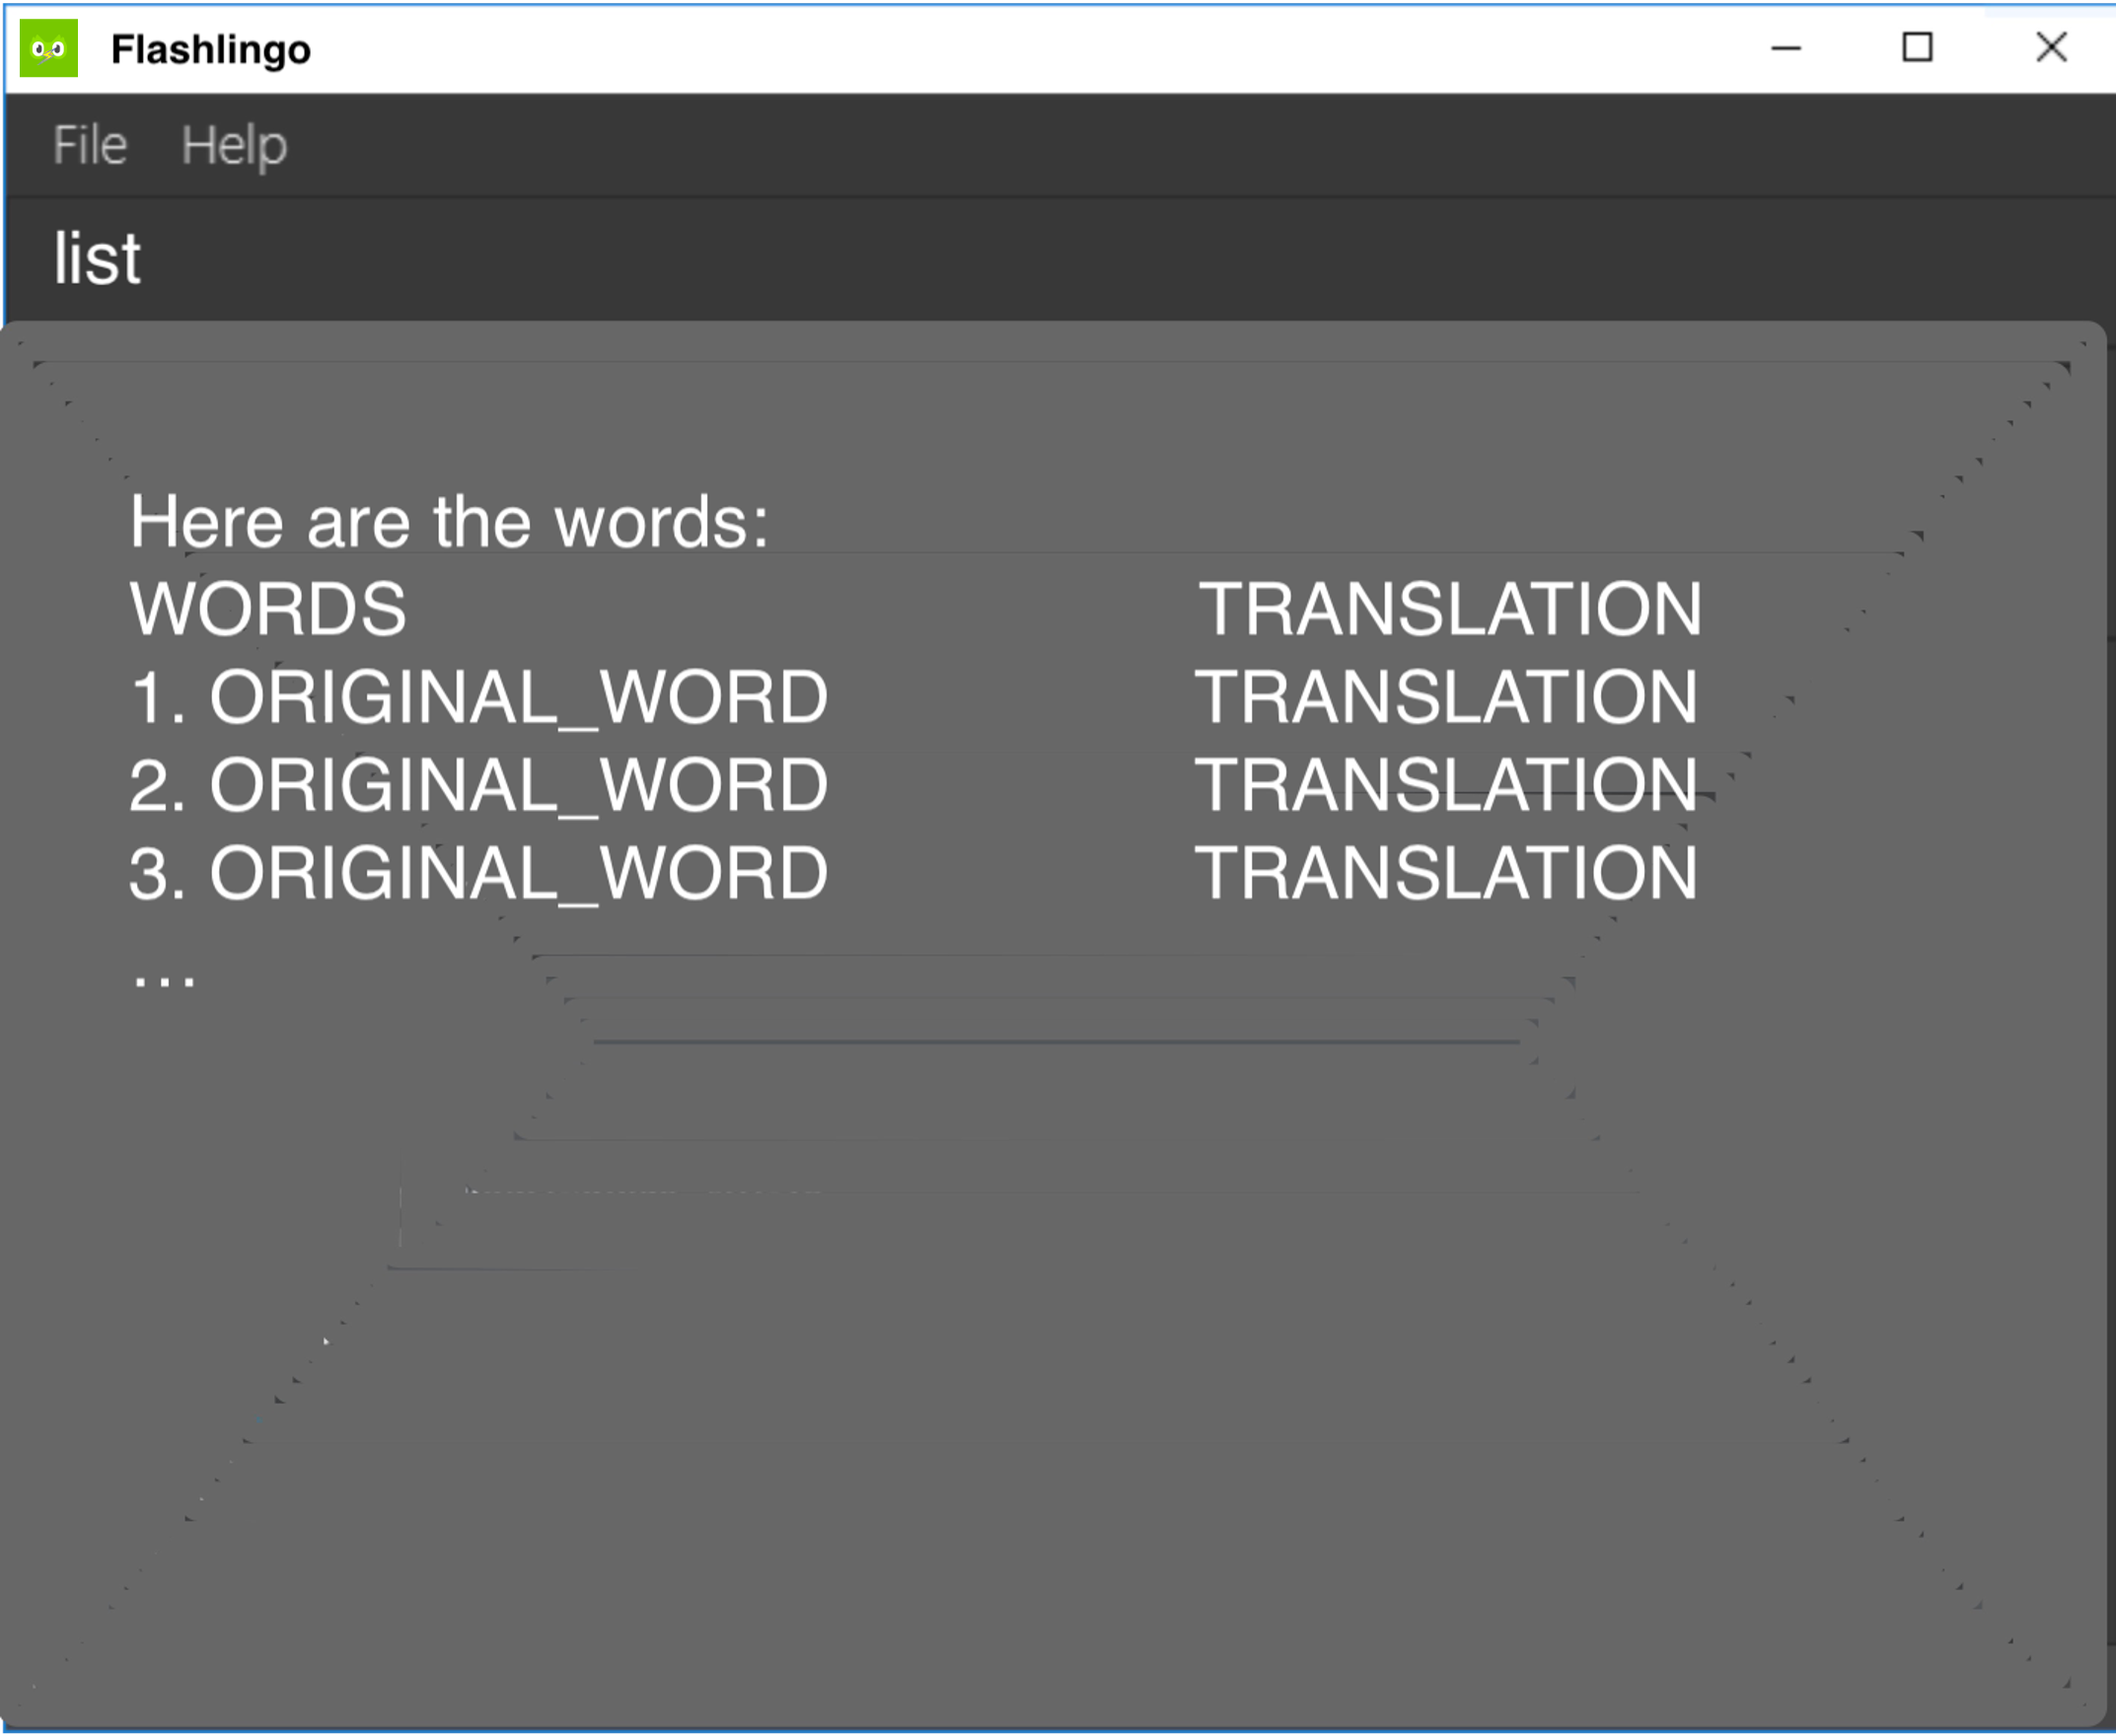 Flashlingo
File Help
list
Here are the words:
WORDS TRANSLATION
1. ORIGINAL_WORD TRANSLATION
2. ORIGINAL_WORD TRANSLATION
3. ORIGINAL_WORD TRANSLATION
...